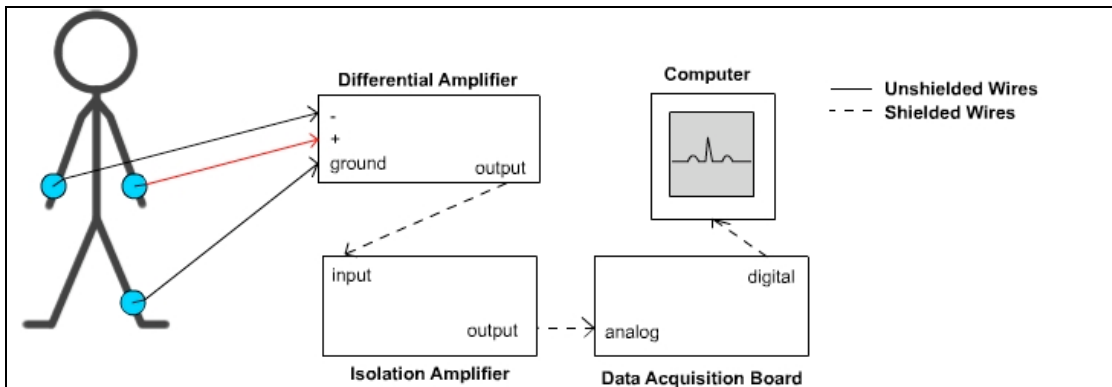 Differential Amplifier
-
+
ground
output
Computer
Unshielded Wires
Shielded Wires
input
output
Isolation Amplifier
digital
analog
Data Acquisition Board